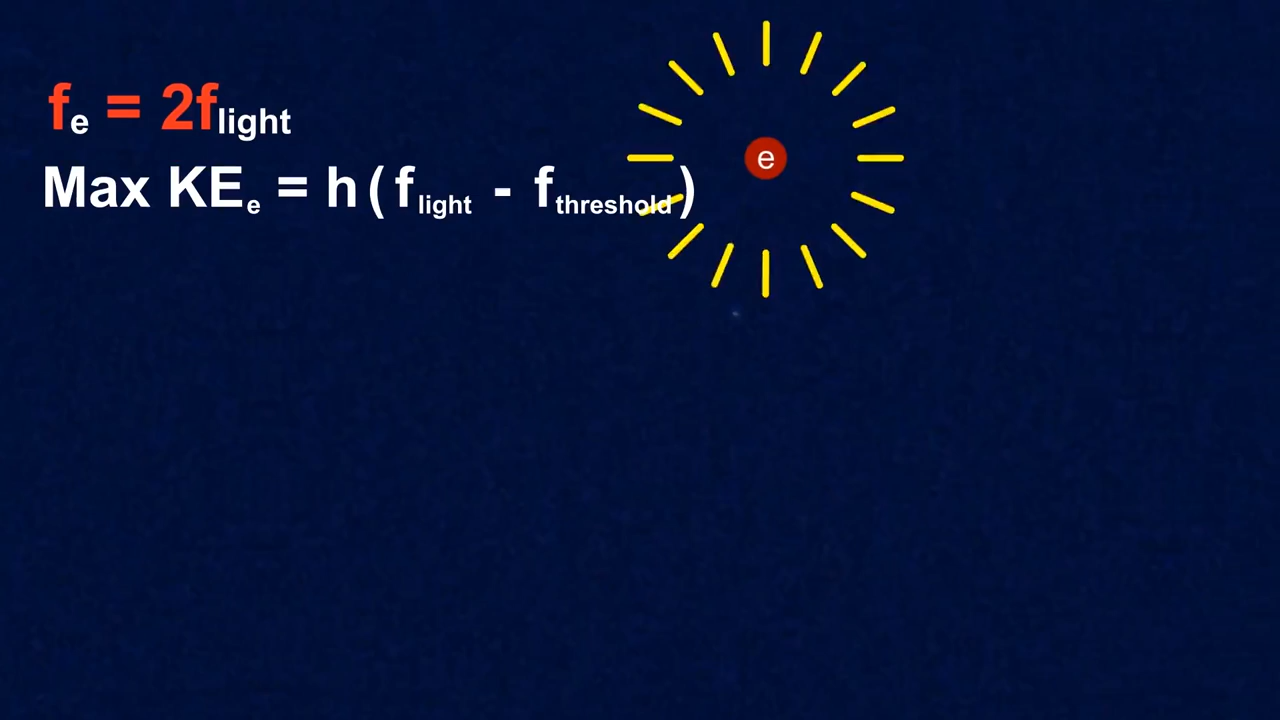 fe = 2flight
Max KEe = h(flight - fthreshold)
e